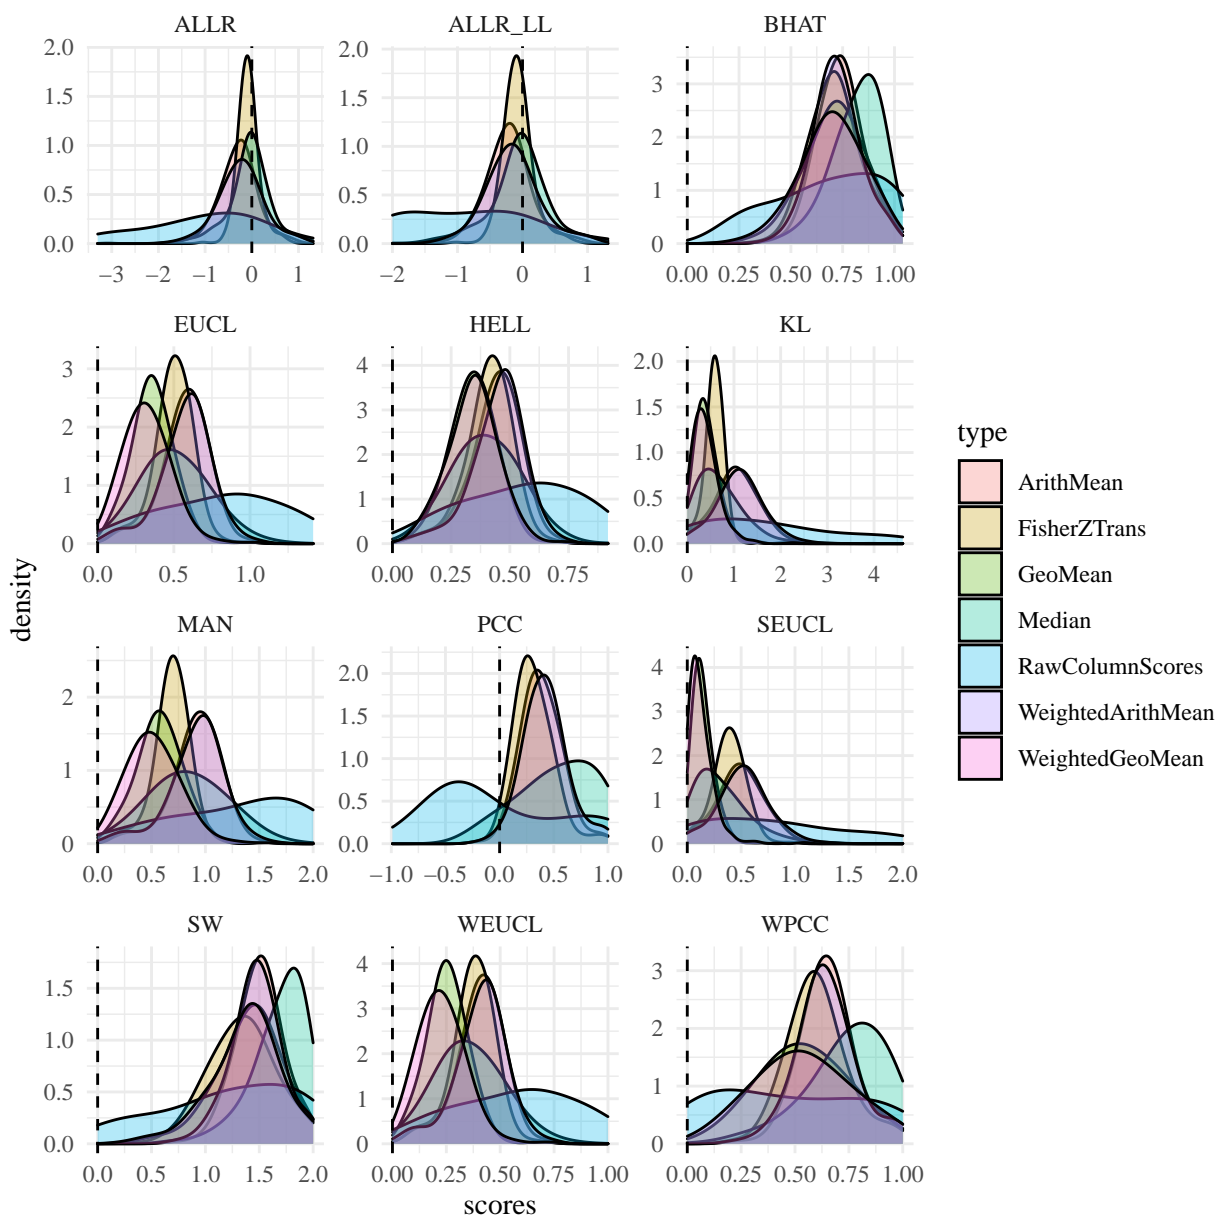 ALLR ALLR_LL BHAT
2.0
1.5
1.0
0.5
0.0
−3 −2 −1 0 1
2.0
1.5
1.0
0.5
0.0
−2 −1 0 1
3
2
1
0
0.00 0.25 0.50 0.75 1.00
EUCL HELL KL
3
2
1
0
0.0 0.5 1.0
4
3
2
1
0
0.00 0.25 0.50 0.75
2.0
1.5
1.0
0.5
0.0
0 1 2 3 4
MAN PCC SEUCL
2
1
0
0.0 0.5 1.0 1.5 2.0
2.0
1.5
1.0
0.5
0.0
−1.0 −0.5 0.0 0.5 1.0
4
3
2
1
0
0.0 0.5 1.0 1.5 2.0
SW WEUCL WPCC
1.5
1.0
0.5
0.0
0.0 0.5 1.0 1.5 2.0
4
3
2
1
0
0.00 0.25 0.50 0.75 1.00
3
2
1
0
0.00 0.25 0.50 0.75 1.00
density
scores
type
ArithMean
FisherZTrans
GeoMean
Median
RawColumnScores
WeightedArithMean
WeightedGeoMean